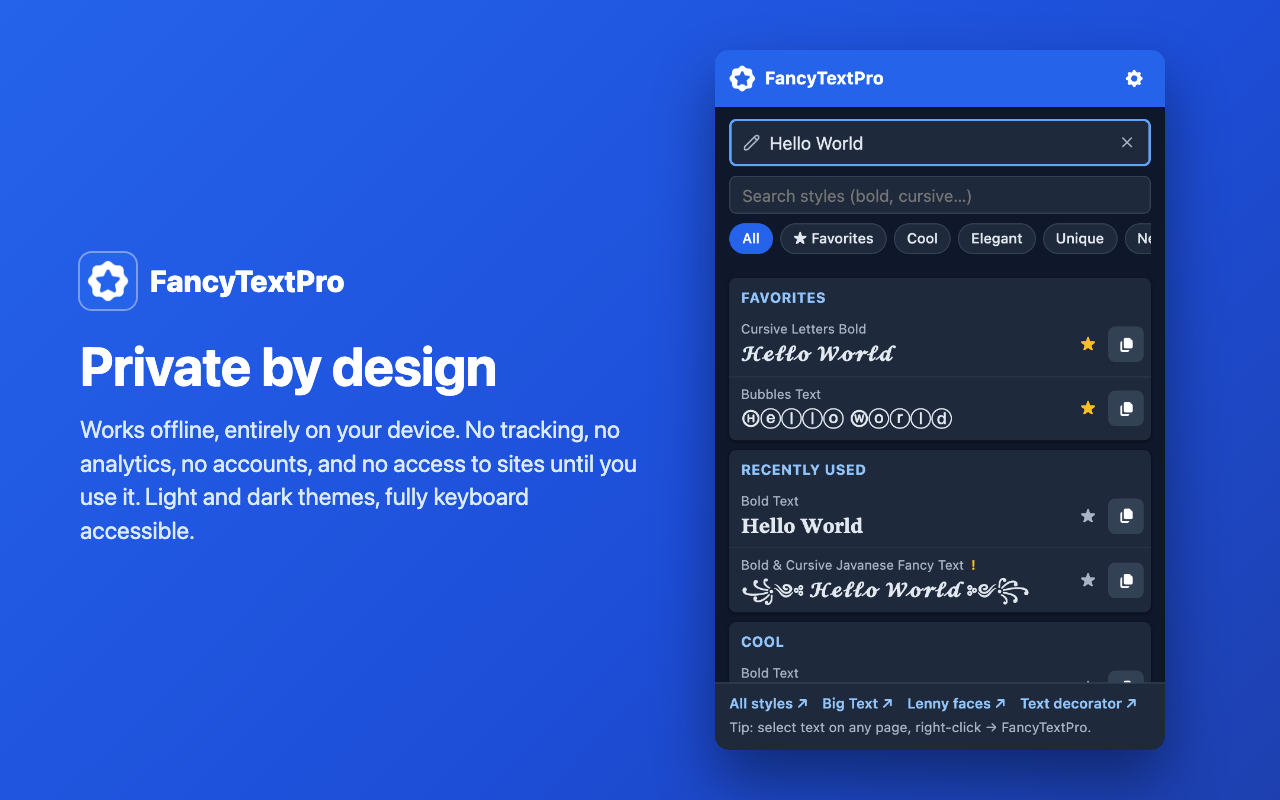 FancyTextPro
Private by design
Works offline, entirely on your device. No tracking, no
analytics, no accounts, and no access to sites until you
use it. Light and dark themes, fully keyboard
accessible.
FancyTextPro
Hello World
Search styles (bold, cursive...)
All ★ Favorites Cool Elegant Unique Ne
FAVORITES
Cursive Letters Bold
𝓗𝓮𝓵𝓵𝓸 𝓦𝓸𝓻𝓵𝓭
Bubbles Text
Ⓗⓔⓛⓛⓞ Ⓦⓞⓡⓛⓓ
RECENTLY USED
Bold Text
𝐇𝐞𝐥𝐥𝐨 𝐖𝐨𝐫𝐥𝐝
Bold & Cursive Javanese Fancy Text !
꧁༺ 𝓗𝓮𝓵𝓵𝓸 𝓦𝓸𝓻𝓵𝓭 ༻꧂
COOL
Bold Text
All styles ↗ Big Text ↗ Lenny faces ↗ Text decorator ↗
Tip: select text on any page, right-click → FancyTextPro.